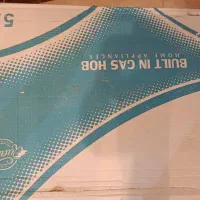 BUILT IN GAS HOB
HOME APPLIANCES
5